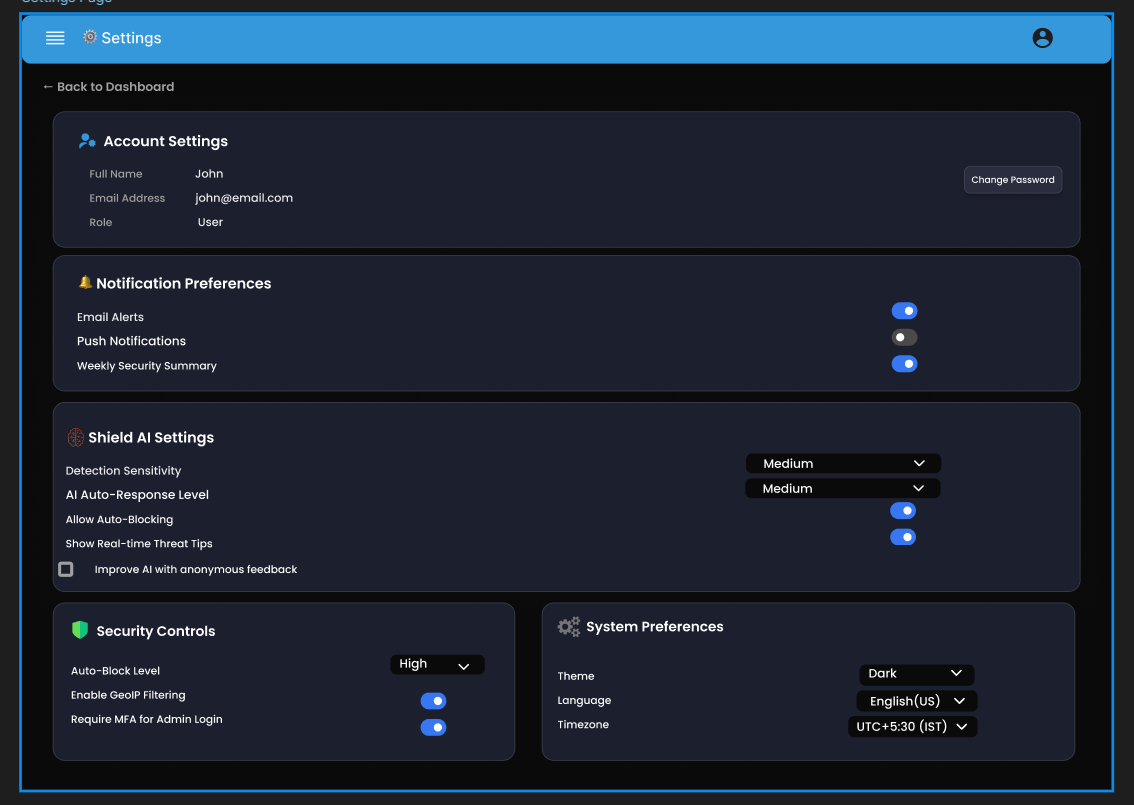 Settings Page
Settings
← Back to Dashboard
Account Settings
Full Name John
Email Address john@email.com
Role User
Change Password
Notification Preferences
Email Alerts
Push Notifications
Weekly Security Summary
Shield AI Settings
Detection Sensitivity Medium
AI Auto-Response Level Medium
Allow Auto-Blocking
Show Real-time Threat Tips
Improve AI with anonymous feedback
Security Controls
Auto-Block Level High
Enable GeoIP Filtering
Require MFA for Admin Login
System Preferences
Theme Dark
Language English(US)
Timezone UTC+5:30 (IST)